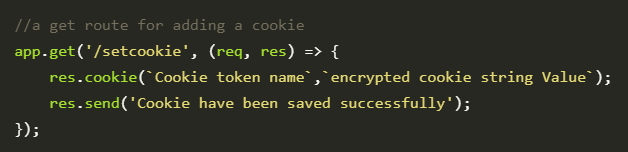 //a get route for adding a cookie
app.get('/setcookie', (req, res) => {
    res.cookie(`Cookie token name`,`encrypted cookie string Value`);
    res.send('Cookie have been saved successfully');
});